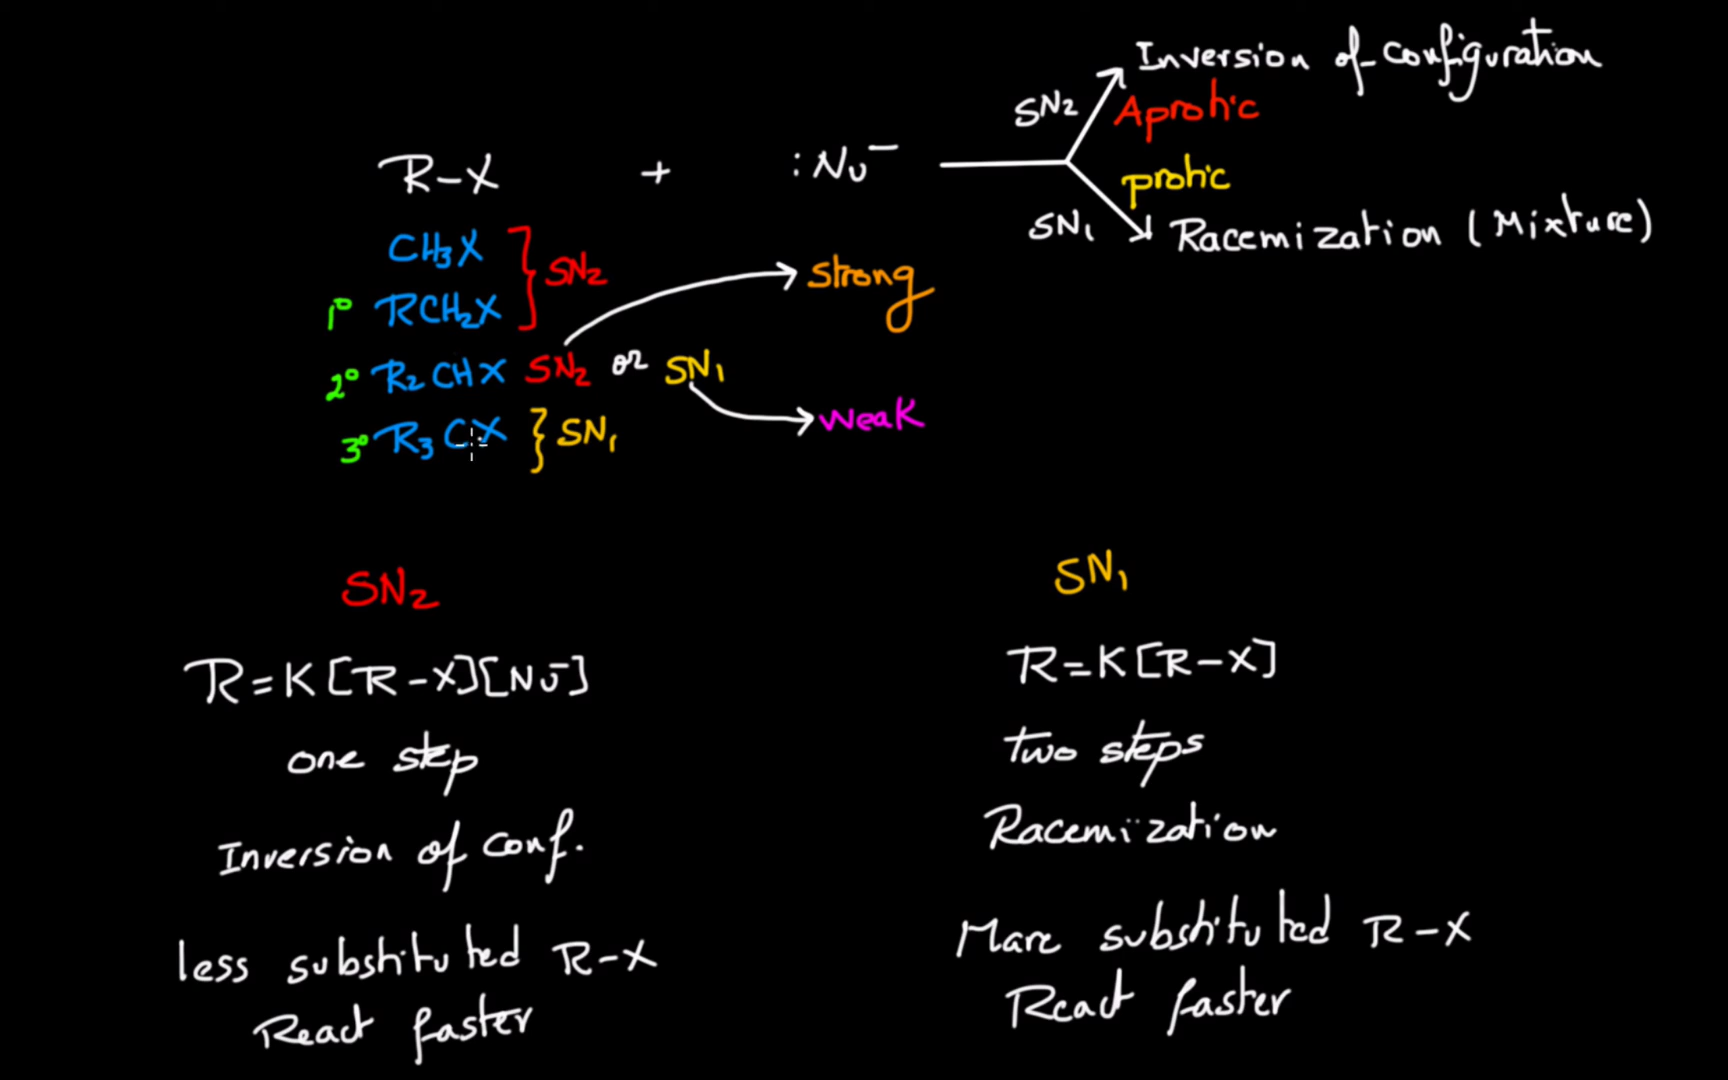 Inversion of configuration
SN2 Aprotic
R-X + :Nu⁻
protic
SN1 Racemization (Mixture)
CH3X
SN2
Strong
1° RCH2X
2° R2CHX SN2 or SN1
Weak
3° R3CX } SN1
SN2
R=K[R-X][Nu⁻]
one step
Inversion of conf.
less substituted R-X
React faster
SN1
R=K[R-X]
two steps
Racemization
More substituted R-X
React faster